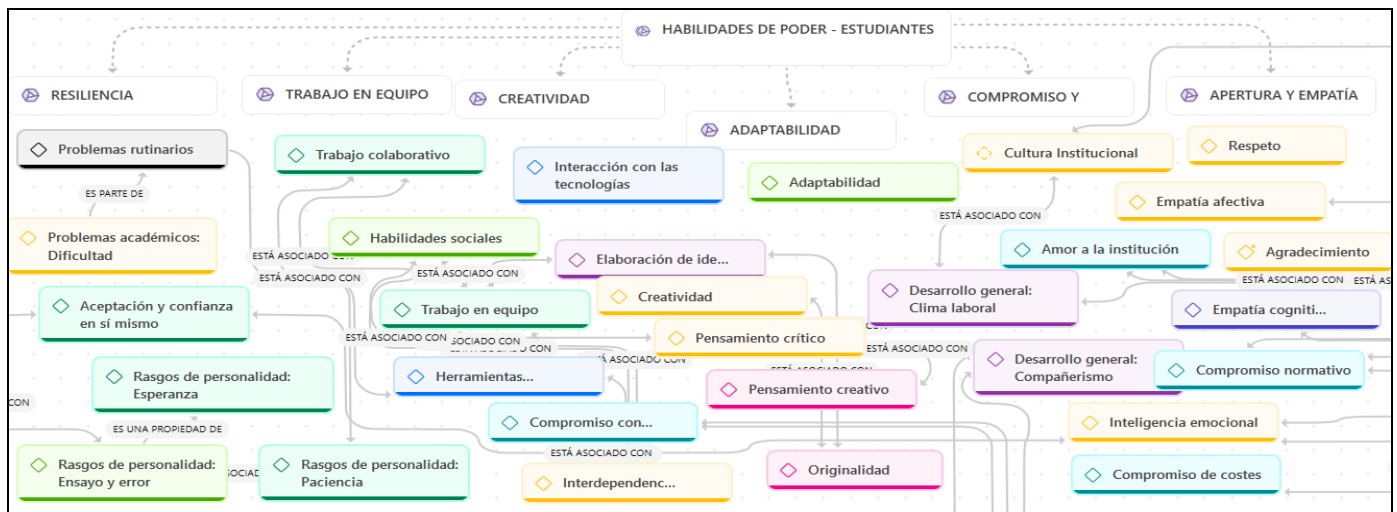 HABILIDADES DE PODER - ESTUDIANTES
RESILIENCIA
TRABAJO EN EQUIPO
CREATIVIDAD
ADAPTABILIDAD
COMPROMISO Y
APERTURA Y EMPATÍA
Problemas rutinarios
Trabajo colaborativo
Interacción con las
tecnologías
Adaptabilidad
Cultura Institucional
Respeto
ES PARTE DE
Empatía afectiva
ESTÁ ASOCIADO CON
Problemas académicos:
Dificultad
Habilidades sociales
Amor a la institución
Agradecimiento
ESTÁ ASOCIADO CON
Elaboración de ide...
ESTÁ ASOCIADO CON
ESTÁ ASOCIADO CON
ESTÁ ASOCIADO CON
Creatividad
Desarrollo general:
Clima laboral
Aceptación y confianza
en sí mismo
Trabajo en equipo
Empatía cogniti...
Pensamiento crítico
ESTÁ ASOCIADO CON
ESTÁ ASOCIADO CON
ASOCIADO CON
Desarrollo general:
Compañerismo
Compromiso normativo
Rasgos de personalidad:
Esperanza
Herramientas...
Pensamiento creativo
CON
ES UNA PROPIEDAD DE
Compromiso con...
Inteligencia emocional
ESTÁ ASOCIADO CON
Rasgos de personalidad:
Ensayo y error
Rasgos de personalidad:
Paciencia
Interdependenc...
Originalidad
Compromiso de costes